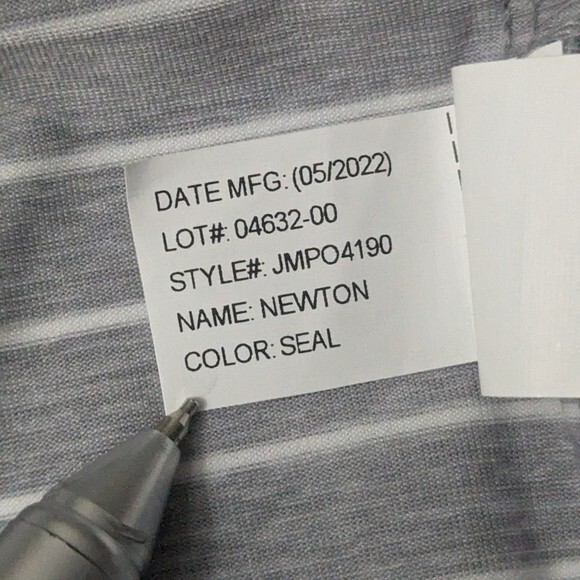 DATE MFG: (05/2022)
LOT#: 04632-00
STYLE#: JMPO4190
NAME: NEWTON
COLOR: SEAL